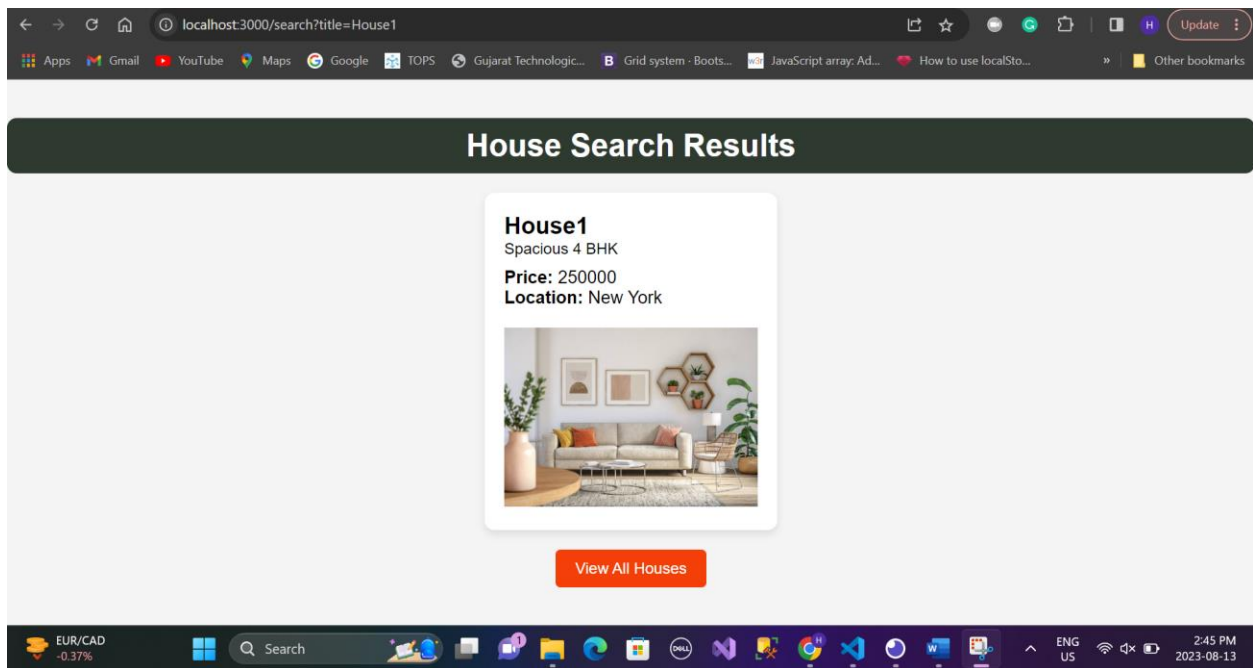 localhost:3000/search?title=House1
H
Update
Apps
Gmail
YouTube
Maps
Google
TOPS
Gujarat Technologic...
B Grid system - Boots...
JavaScript array: Ad...
How to use localSto...
»
Other bookmarks
House Search Results
House1
Spacious 4 BHK
Price: 250000
Location: New York
View All Houses
EUR/CAD
-0.37%
Search
1
DELL
ENG
US
2:45 PM
2023-08-13